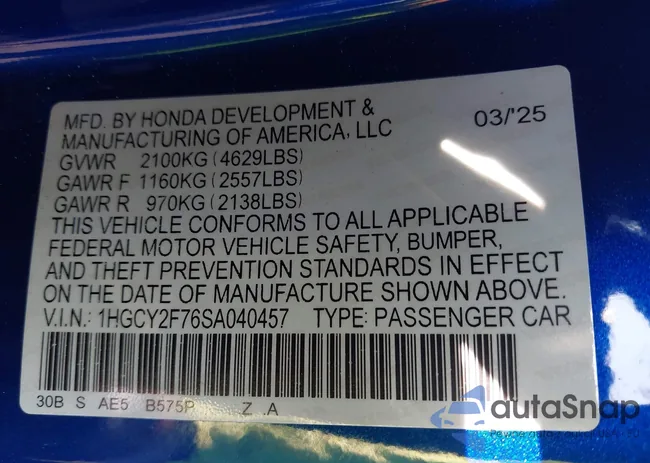 MFD. BY HONDA DEVELOPMENT &
MANUFACTURING OF AMERICA, LLC
03/'25
GVWR 2100KG (4629LBS)
GAWR F 1160KG (2557LBS)
GAWR R 970KG (2138LBS)
THIS VEHICLE CONFORMS TO ALL APPLICABLE
FEDERAL MOTOR VEHICLE SAFETY, BUMPER,
AND THEFT PREVENTION STANDARDS IN EFFECT
ON THE DATE OF MANUFACTURE SHOWN ABOVE.
V.I.N.: 1HGCY2F76SA040457 TYPE: PASSENGER CAR
30B S AE5 B575P Z .A
autaSnap
autaSnap